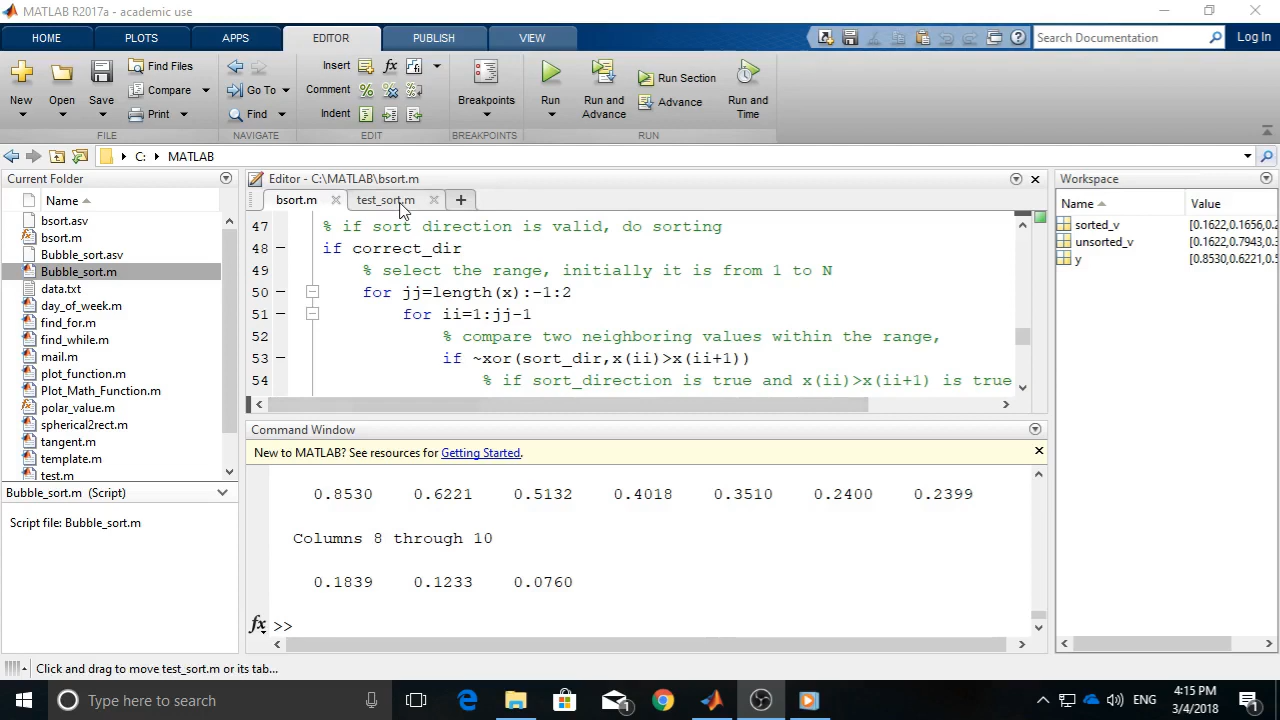 MATLAB R2017a - academic use
HOME PLOTS APPS EDITOR PUBLISH VIEW
Search Documentation Log In
New Open Save
Find Files
Compare
Print
FILE
Go To
Find
NAVIGATE
Insert fx
Comment
Indent
EDIT
Breakpoints
BREAKPOINTS
Run
Run and Advance
Run Section
Advance
Run and Time
RUN
C: MATLAB
Current Folder
Name
bsort.asv
bsort.m
Bubble_sort.asv
Bubble_sort.m
data.txt
day_of_week.m
find_for.m
find_while.m
mail.m
plot_function.m
Plot_Math_Function.m
polar_value.m
spherical2rect.m
tangent.m
template.m
test.m
Bubble_sort.m (Script)
Script file: Bubble_sort.m
Editor - C:\MATLAB\bsort.m
bsort.m test_sort.m
47 % if sort direction is valid, do sorting
48 – if correct_dir
49 % select the range, initially it is from 1 to N
50 – for jj=length(x):-1:2
51 – for ii=1:jj-1
52 % compare two neighboring values within the range,
53 – if ~xor(sort_dir,x(ii)>x(ii+1))
54 % if sort_direction is true and x(ii)>x(ii+1) is true
Command Window
New to MATLAB? See resources for Getting Started.
0.8530 0.6221 0.5132 0.4018 0.3510 0.2400 0.2399
Columns 8 through 10
0.1839 0.1233 0.0760
fx >>
Workspace
Name Value
sorted_v [0.1622,0.1656,0.2
unsorted_v [0.1622,0.7943,0.3
y [0.8530,0.6221,0.5
Click and drag to move test_sort.m or its tab...
Type here to search
1
ENG
4:15 PM
3/4/2018
1